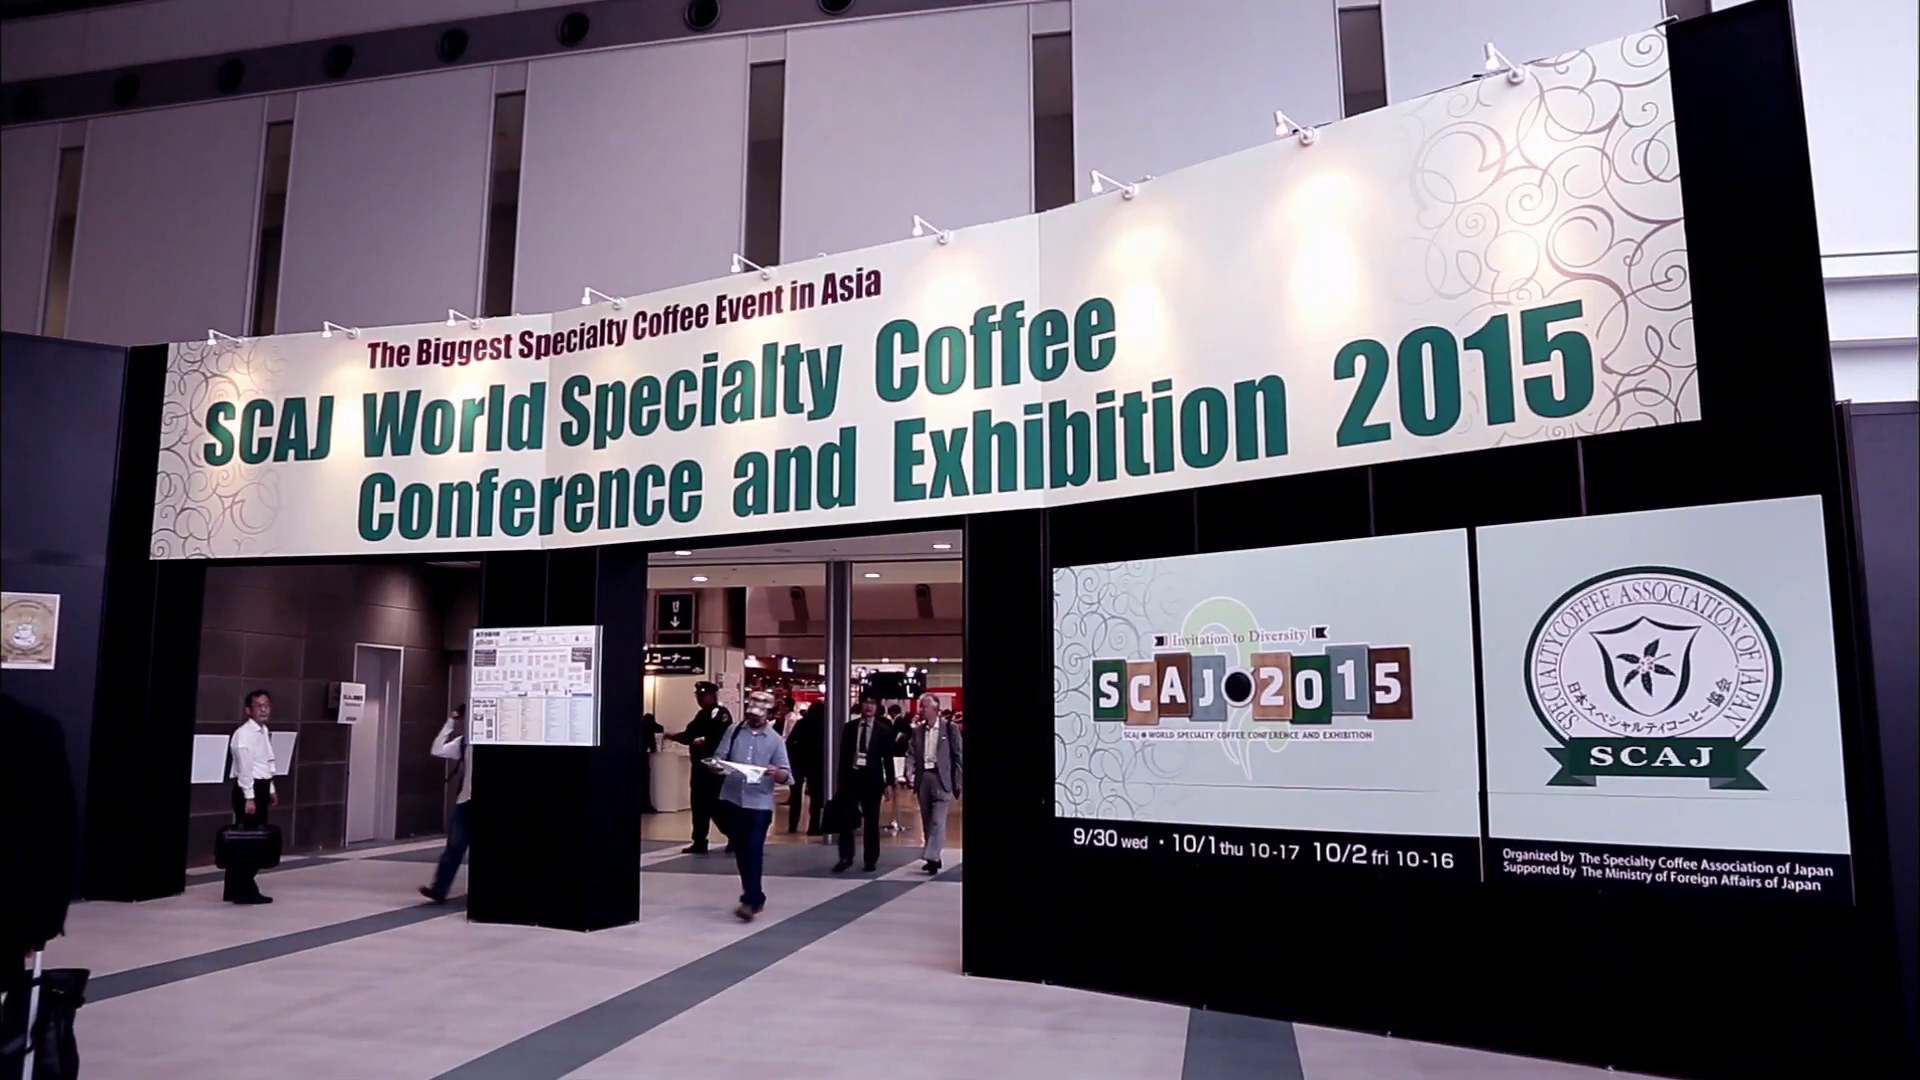 The Biggest Specialty Coffee Event in Asia
SCAJ World Specialty Coffee
Conference and Exhibition 2015
コーナー
Invitation to Diversity
SCAJ 2015
SCAJ WORLD SPECIALTY COFFEE CONFERENCE AND EXHIBITION
SPECIALTY COFFEE ASSOCIATION OF JAPAN
日本スペシャルティコーヒー協会
SCAJ
9/30 wed ・ 10/1 thu 10-17 10/2 fri 10-16
Organized by The Specialty Coffee Association of Japan
Supported by The Ministry of Foreign Affairs of Japan